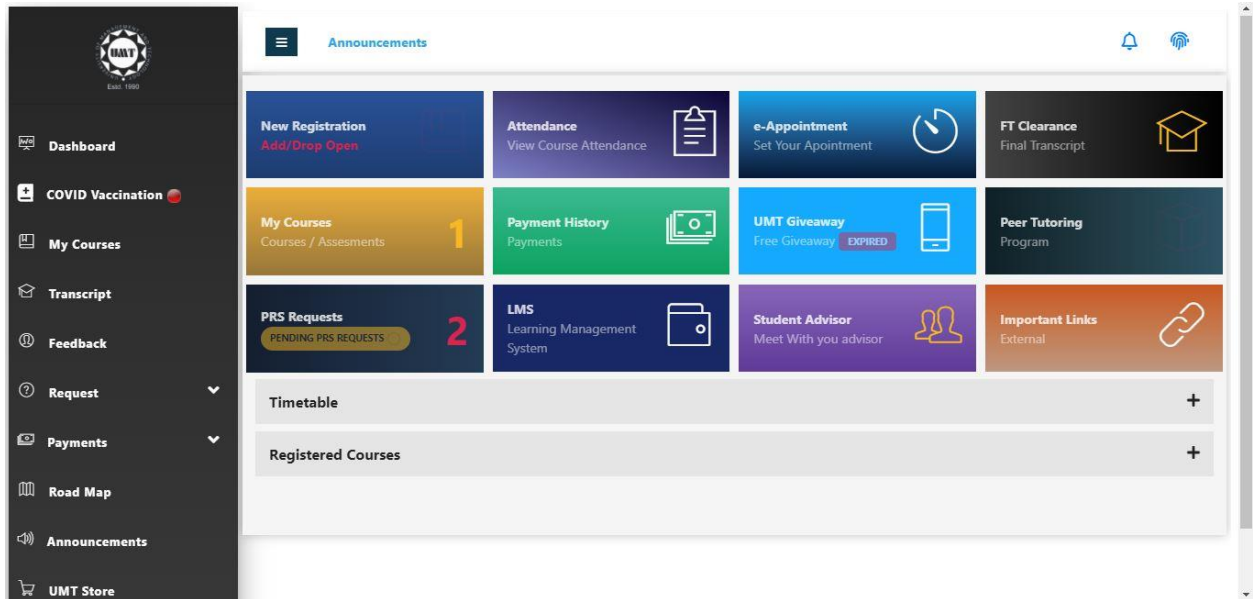 UMT
Estd. 1990
Dashboard
COVID Vaccination
My Courses
Transcript
Feedback
Request
Payments
Road Map
Announcements
UMT Store
Announcements
New Registration
Add/Drop Open
Attendance
View Course Attendance
e-Appointment
Set Your Apointment
FT Clearance
Final Transcript
My Courses
Courses / Assesments
1
Payment History
Payments
UMT Giveaway
Free Giveaway EXPIRED
Peer Tutoring
Program
PRS Requests
PENDING PRS REQUESTS
2
LMS
Learning Management
System
Student Advisor
Meet With you advisor
Important Links
External
Timetable
Registered Courses